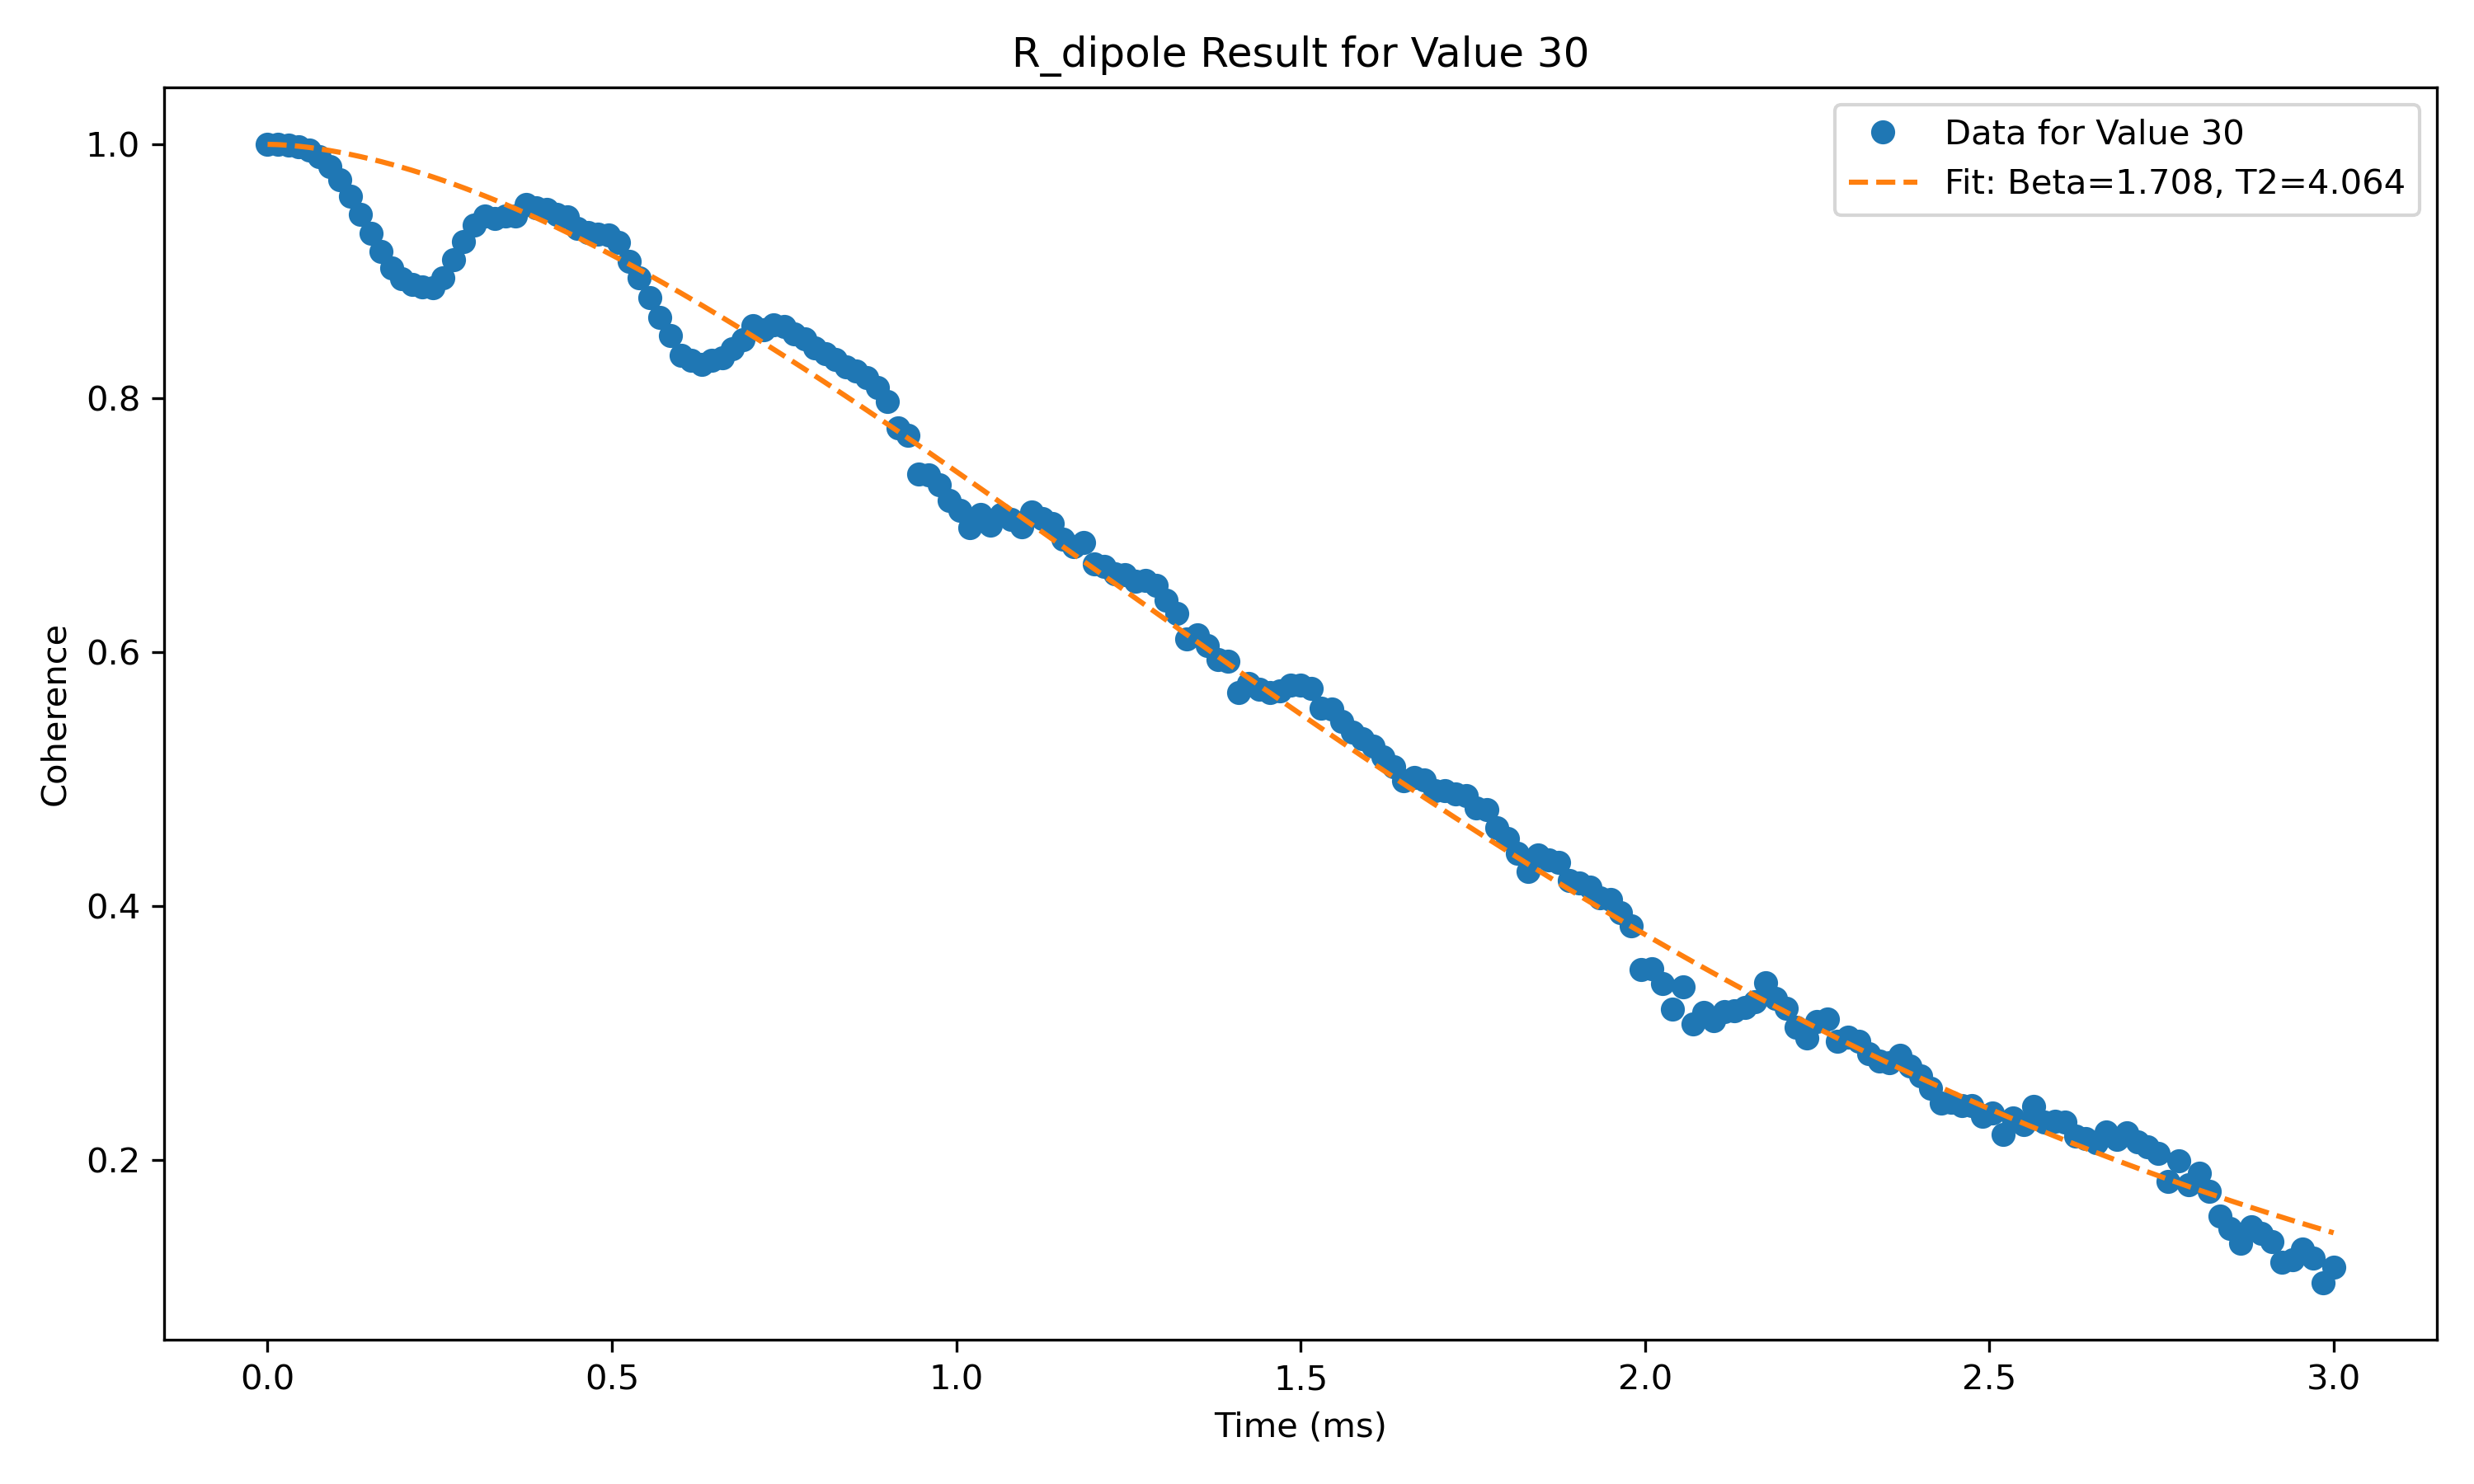 R_dipole Result for Value 30
Data for Value 30
Fit: Beta=1.708, T2=4.064
Coherence
1.0
0.8
0.6
0.4
0.2
0.0 0.5 1.0 1.5 2.0 2.5 3.0
Time (ms)